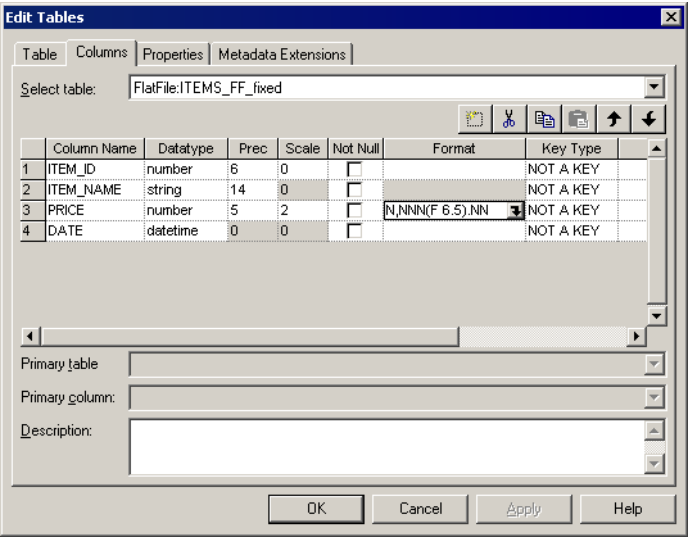 Edit Tables
Table Columns Properties Metadata Extensions
Select table: FlatFile:ITEMS_FF_fixed
Column Name Datatype Prec Scale Not Null Format Key Type
1 ITEM_ID number 6 0 NOT A KEY
2 ITEM_NAME string 14 0 NOT A KEY
3 PRICE number 5 2 N,NNN(F 6.5).NN NOT A KEY
4 DATE datetime 0 0 NOT A KEY
Primary table
Primary column:
Description:
OK Cancel Apply Help